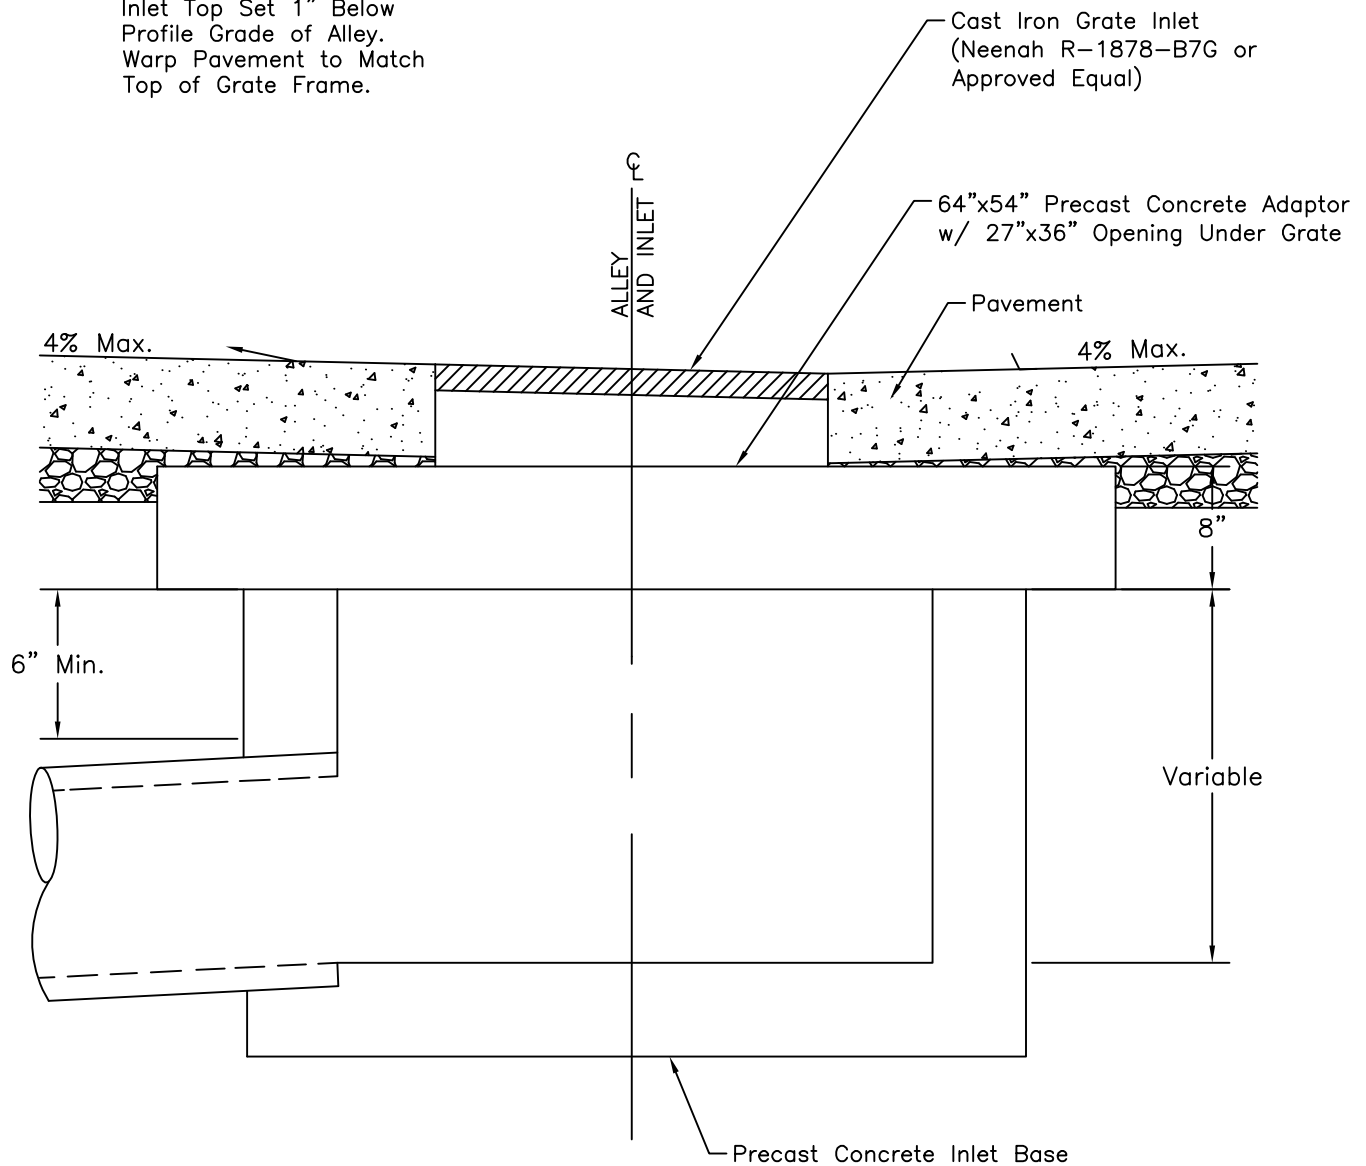 Inlet Top Set 1" Below
Profile Grade of Alley.
Warp Pavement to Match
Top of Grate Frame.
Cast Iron Grate Inlet
(Neenah R-1878-B7G or
Approved Equal)
℄
ALLEY
AND INLET
64"x54" Precast Concrete Adaptor
w/ 27"x36" Opening Under Grate
Pavement
4% Max.
4% Max.
8"
6" Min.
Variable
Precast Concrete Inlet Base